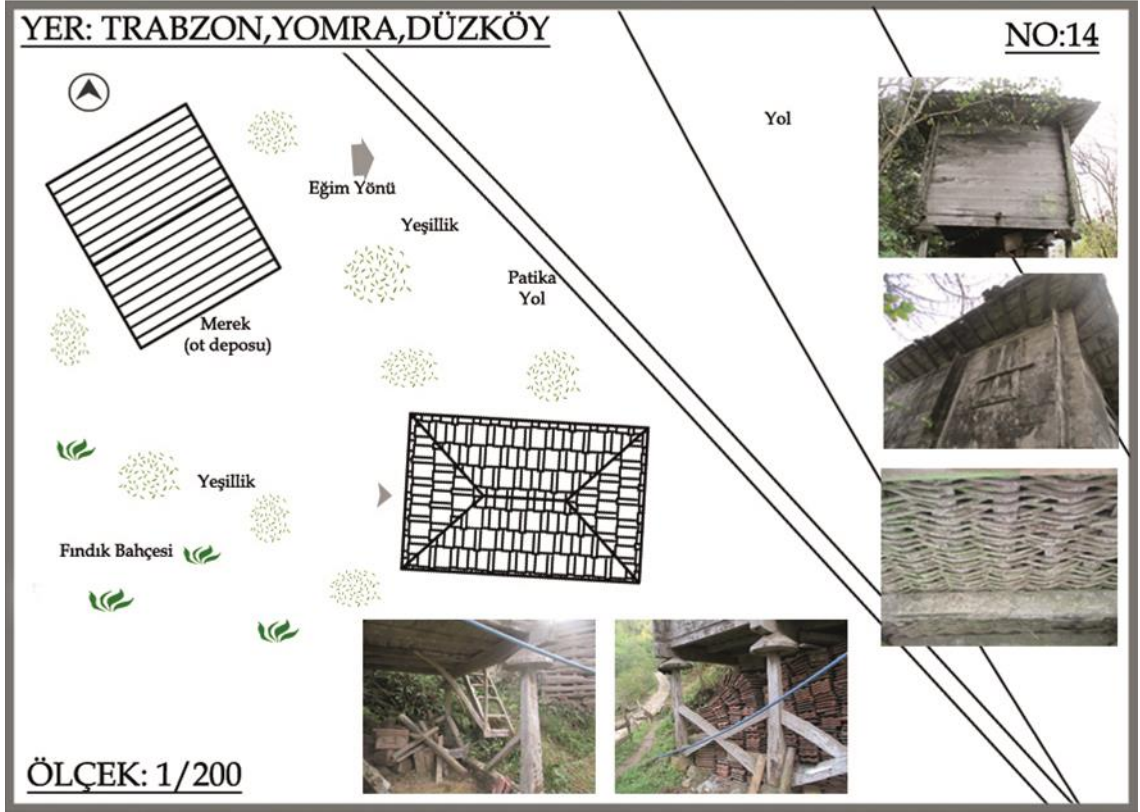 YER: TRABZON,YOMRA,DÜZKÖY
NO:14
Yol
Eğim Yönü
Yeşillik
Patika
Yol
Merek
(ot deposu)
Yeşillik
Fındık Bahçesi
ÖLÇEK: 1/200